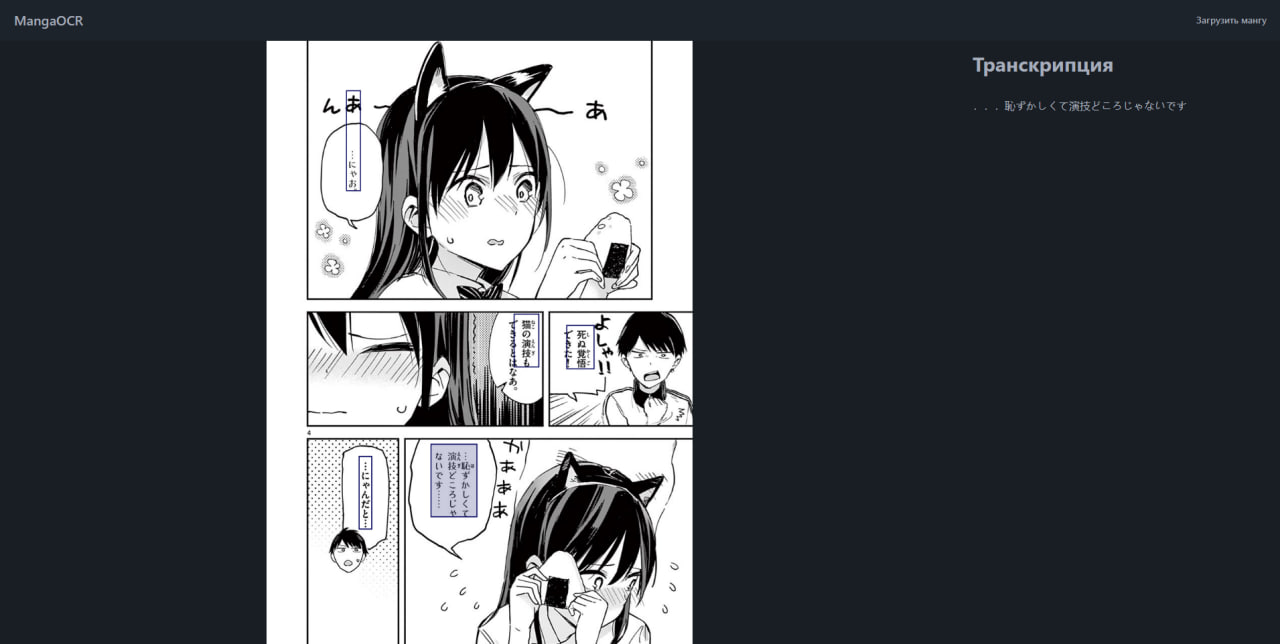 MangaOCR
Загрузить мангу
Транскрипция
．．．恥ずかしくて演技どころじゃないです
あ
あ
ん
…にゃお。
よしゃ!!
死ぬ覚悟
できた!
猫の演技も
できるとはなあ。
4
かぁぁぁ
…恥ずかしくて
演技どころじゃ
ないです……
…にゃんだと…